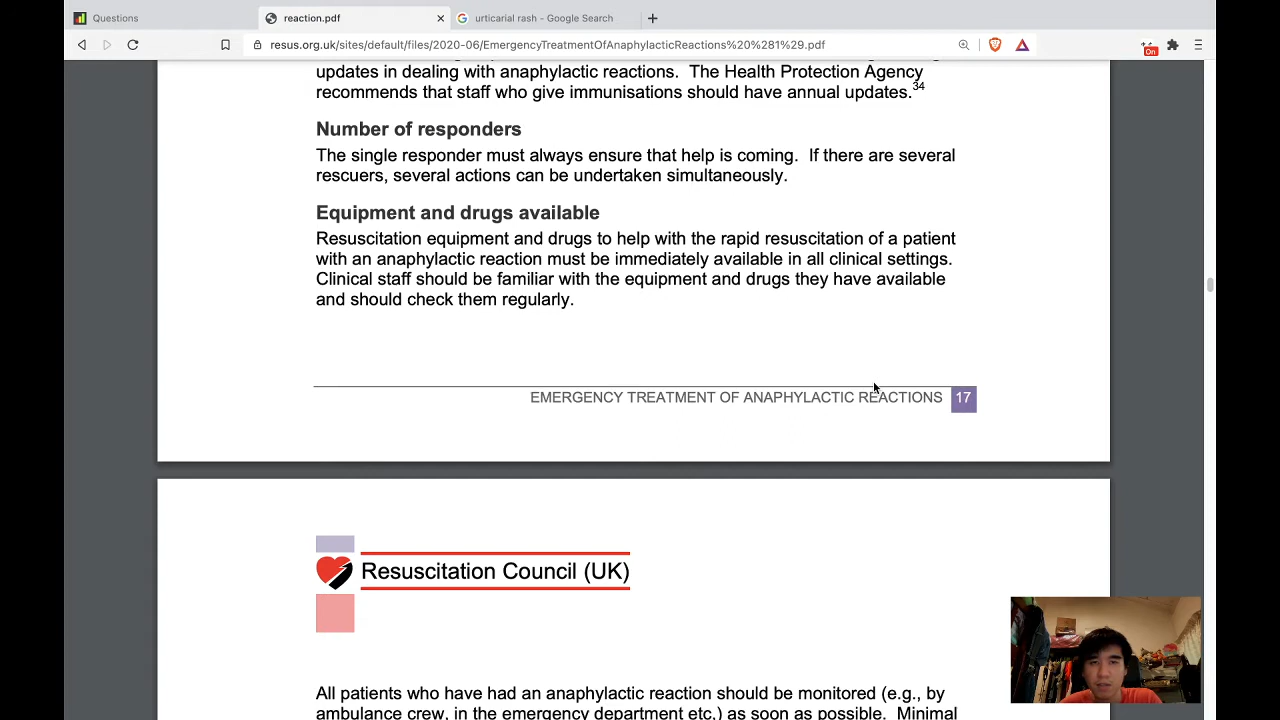 Questions
reaction.pdf
urticarial rash - Google Search
resus.org.uk/sites/default/files/2020-06/EmergencyTreatmentOfAnaphylacticReactions%20%281%29.pdf
On
updates in dealing with anaphylactic reactions. The Health Protection Agency
recommends that staff who give immunisations should have annual updates.34
Number of responders
The single responder must always ensure that help is coming. If there are several
rescuers, several actions can be undertaken simultaneously.
Equipment and drugs available
Resuscitation equipment and drugs to help with the rapid resuscitation of a patient
with an anaphylactic reaction must be immediately available in all clinical settings.
Clinical staff should be familiar with the equipment and drugs they have available
and should check them regularly.
EMERGENCY TREATMENT OF ANAPHYLACTIC REACTIONS 17
Resuscitation Council (UK)
All patients who have had an anaphylactic reaction should be monitored (e.g., by
ambulance crew, in the emergency department etc.) as soon as possible. Minimal